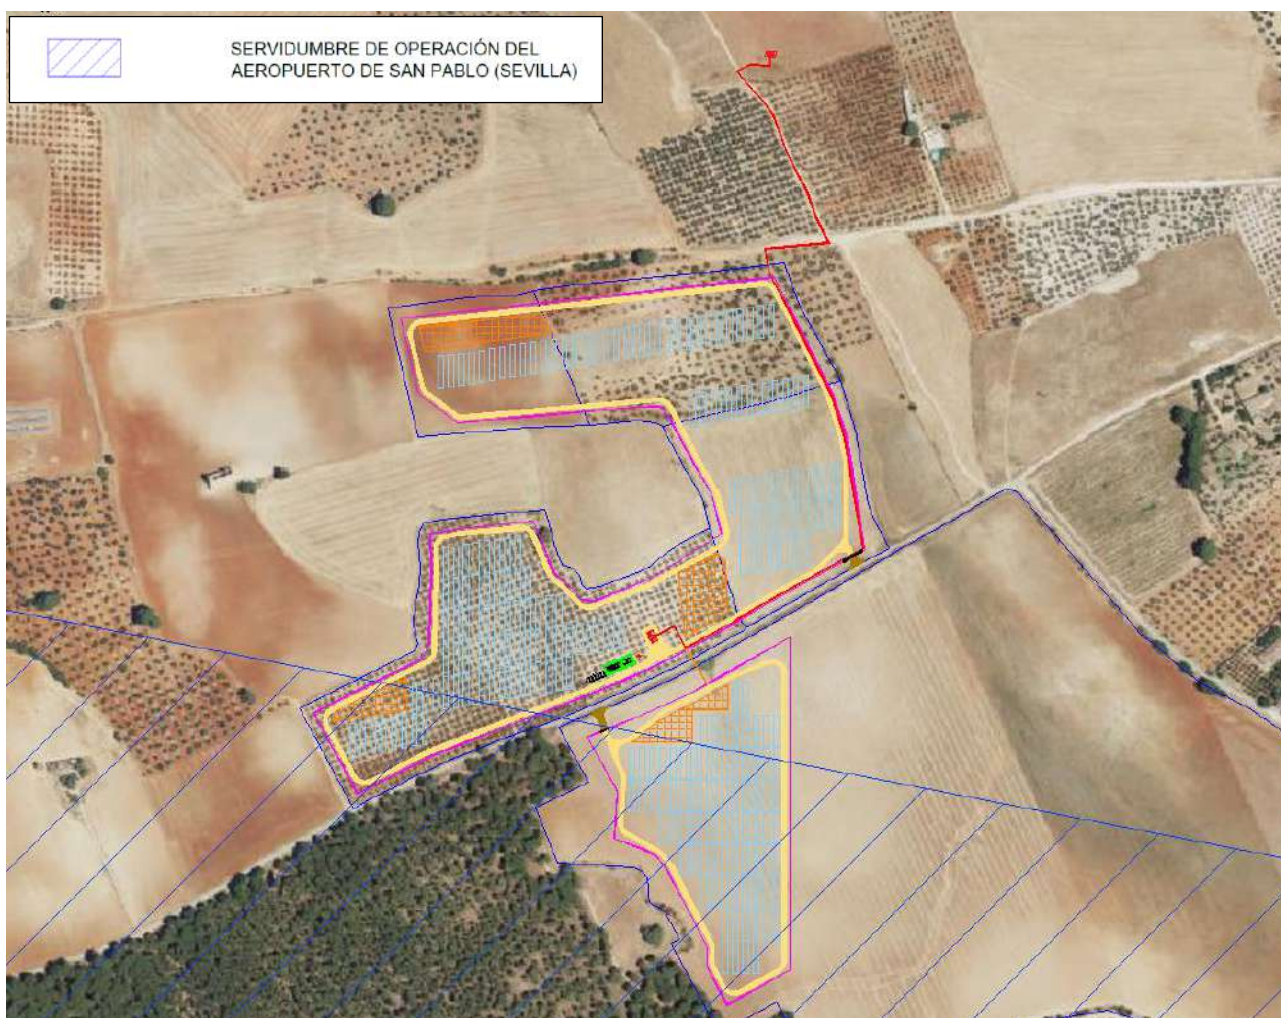 SERVIDUMBRE DE OPERACIÓN DEL
AEROPUERTO DE SAN PABLO (SEVILLA)